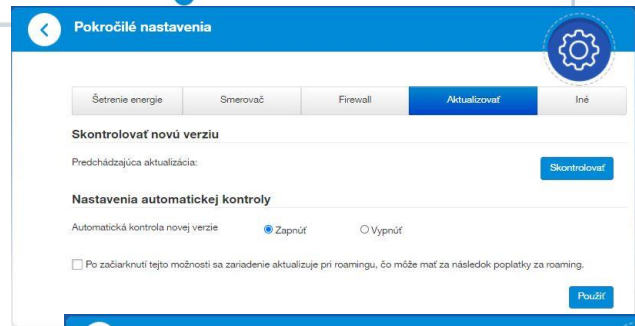 Pokročilé nastavenia
Šetrenie energie Smerovač Firewall Aktualizovať Iné
Skontrolovať novú verziu
Predchádzajúca aktualizácia:
Skontrolovať
Nastavenia automatickej kontroly
Automatická kontrola novej verzie Zapnúť Vypnúť
Po začiarknutí tejto možnosti sa zariadenie aktualizuje pri roamingu, čo môže mať za následok poplatky za roaming.
Použiť